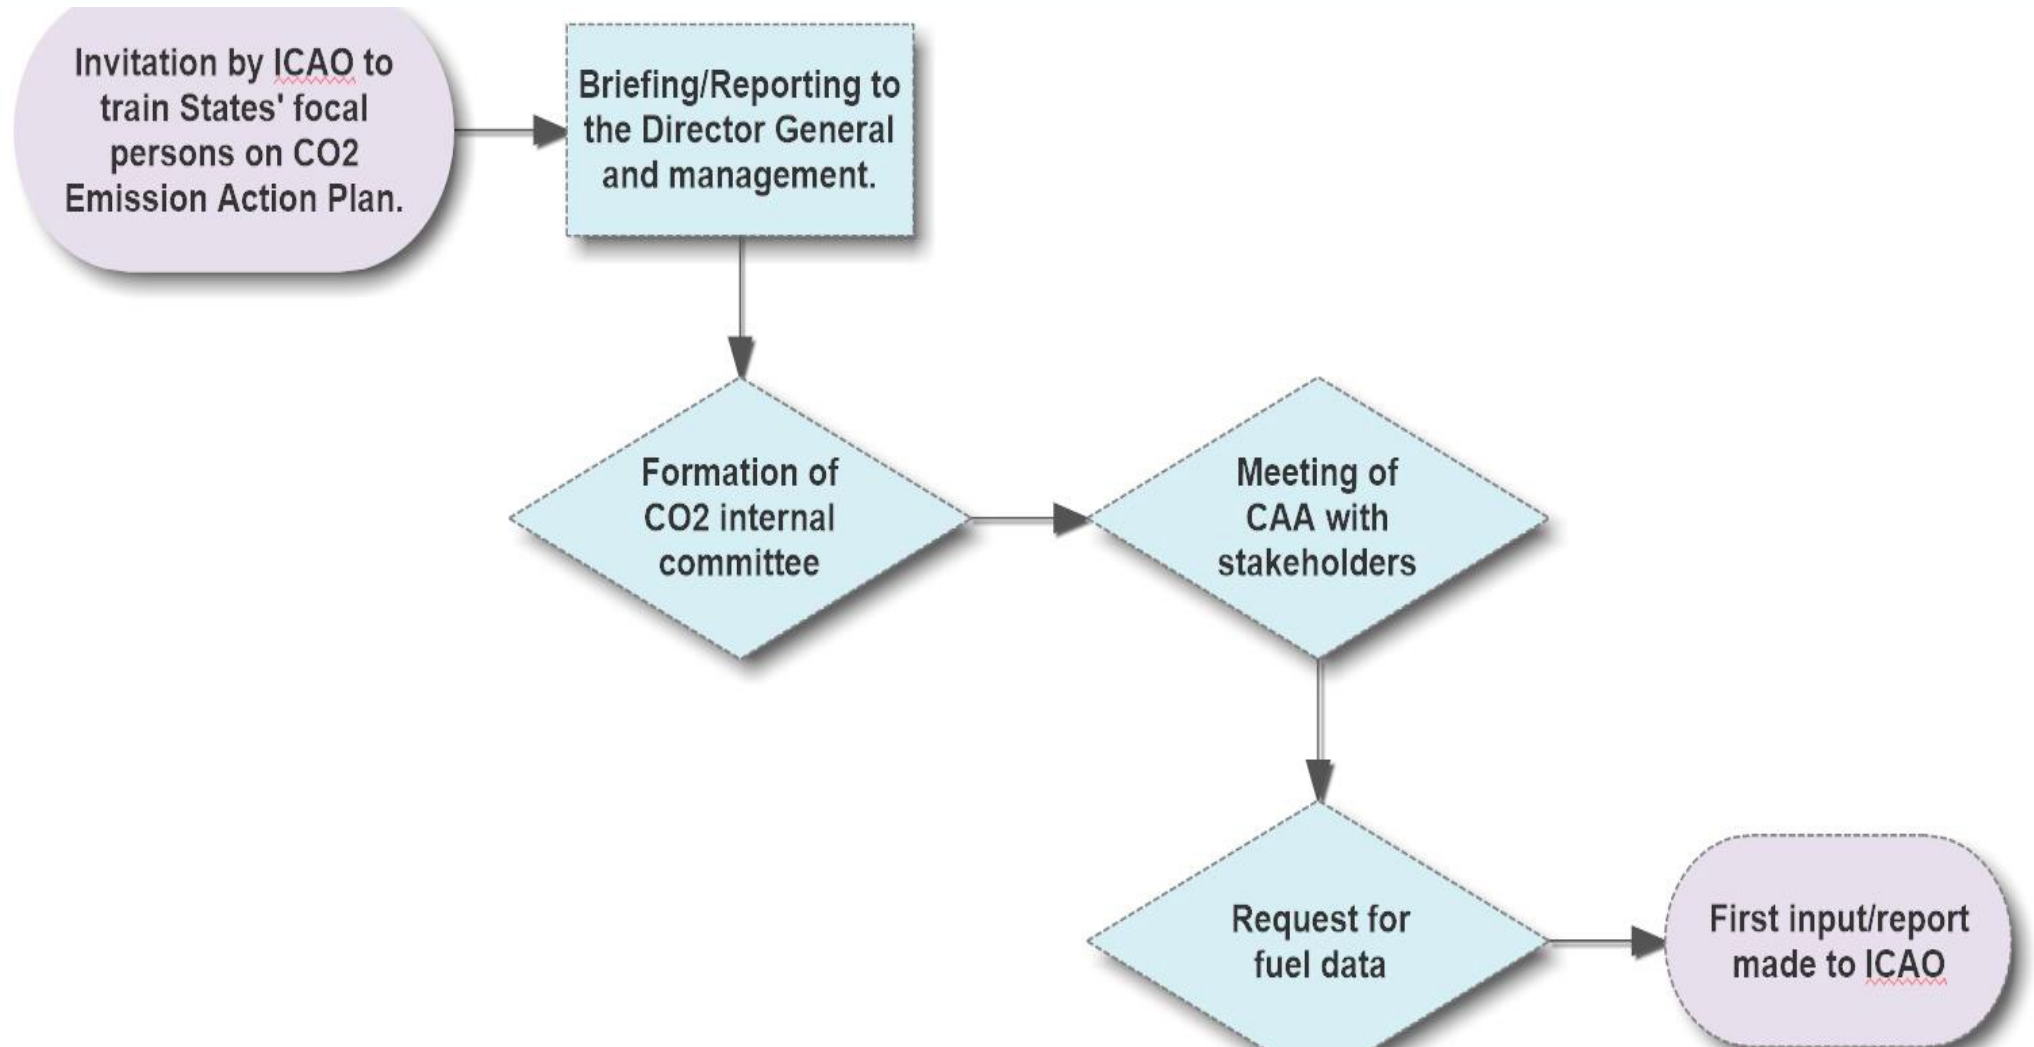 Invitation by ICAO to
train States' focal
persons on CO2
Emission Action Plan.
Briefing/Reporting to
the Director General
and management.
Formation of
CO2 internal
committee
Meeting of
CAA with
stakeholders
Request for
fuel data
First input/report
made to ICAO